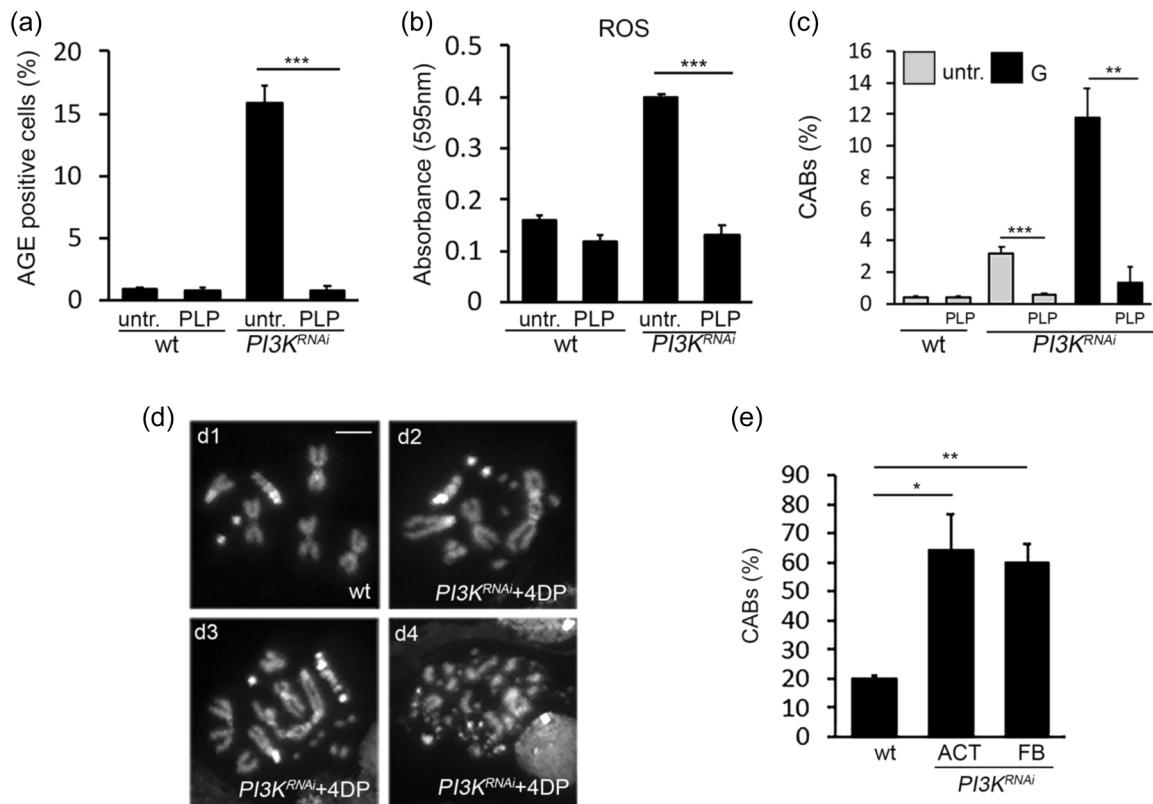 (a)
AGE positive cells (%)
20
15
10
5
0
***
untr. PLP untr. PLP
wt PI3K^RNAi
(b)
ROS
Absorbance (595nm)
0.5
0.4
0.3
0.2
0.1
0
***
untr. PLP untr. PLP
wt PI3K^RNAi
(c)
CABs (%)
16
14
12
10
8
6
4
2
0
untr. G
***
**
PLP PLP PLP
wt PI3K^RNAi
(d)
d1
wt
d2
PI3K^RNAi+4DP
d3
PI3K^RNAi+4DP
d4
PI3K^RNAi+4DP
(e)
CABs (%)
90
80
70
60
50
40
30
20
10
0
**
*
wt ACT FB
PI3K^RNAi